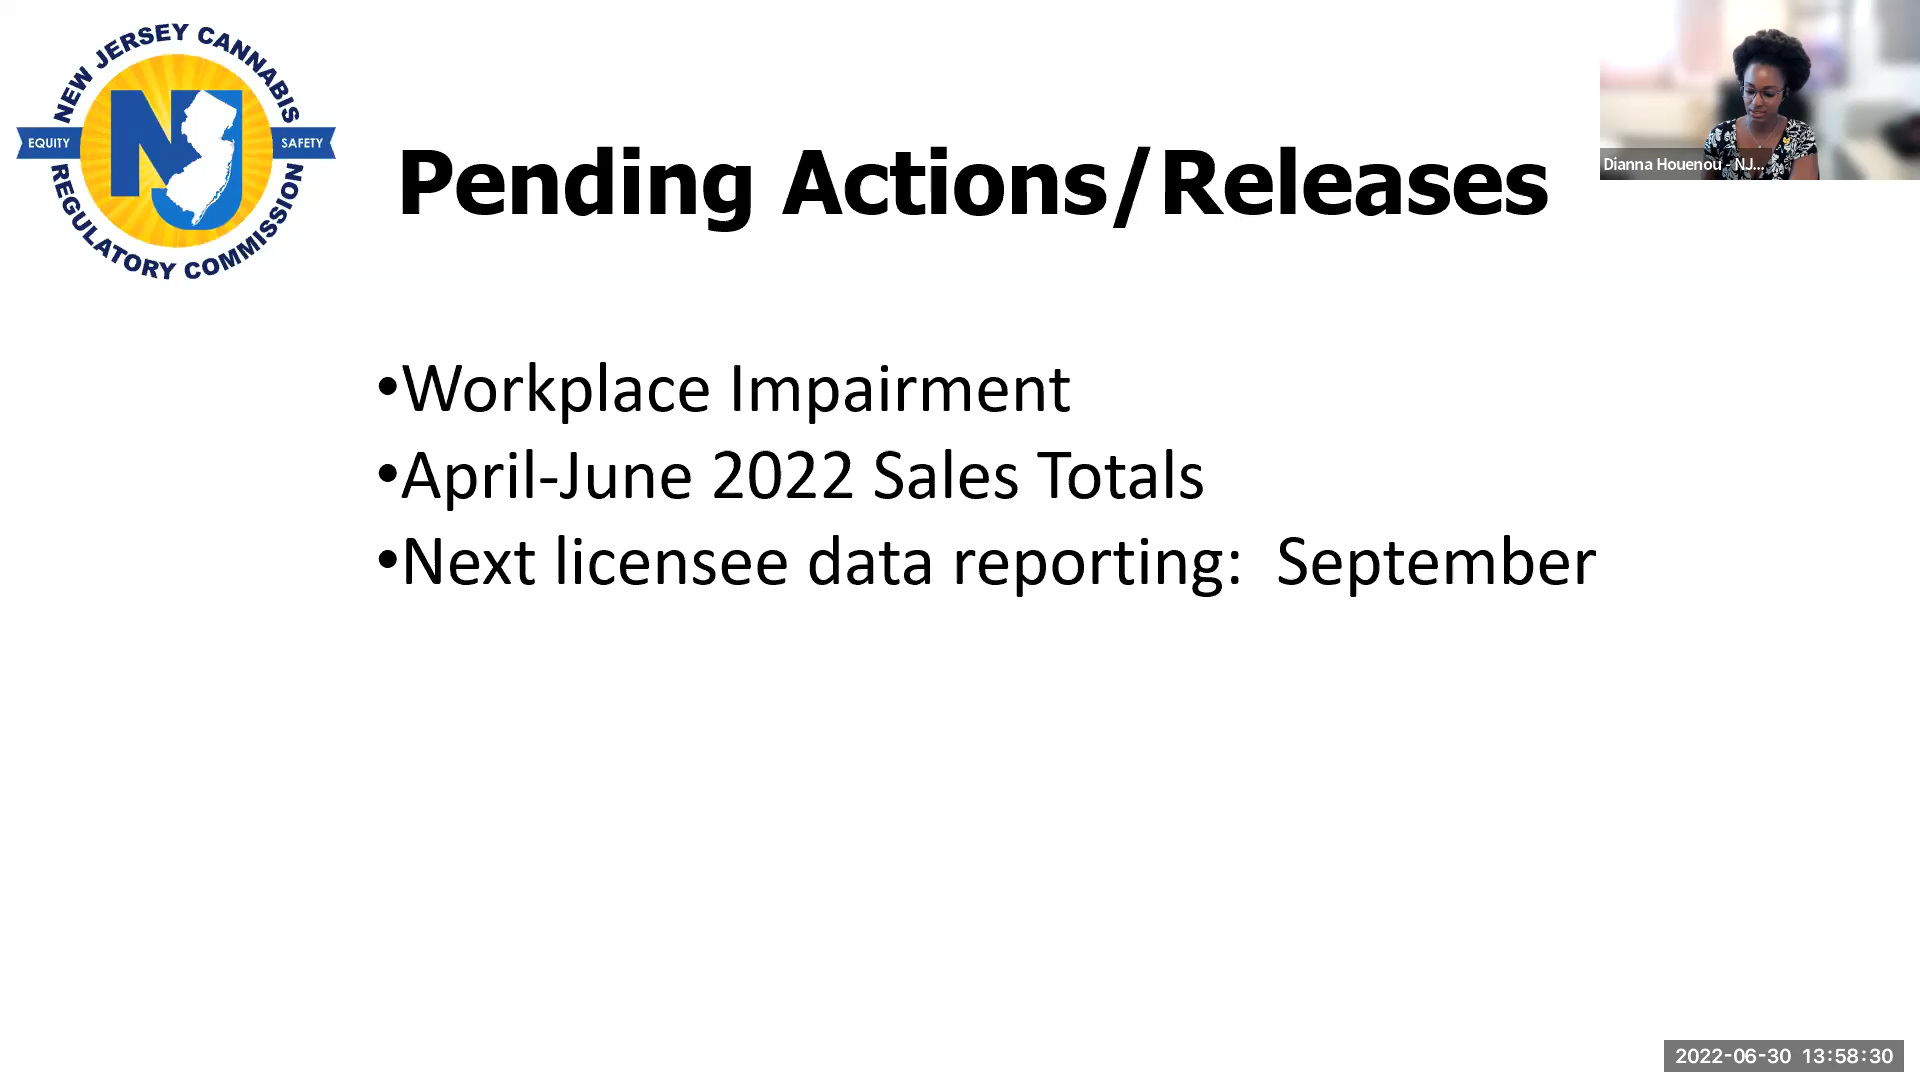 NEW JERSEY CANNABIS
EQUITY
SAFETY
REGULATORY COMMISSION
NJ
Pending Actions/Releases
Dianna Houenou - NJ...
•Workplace Impairment
•April-June 2022 Sales Totals
•Next licensee data reporting:  September
2022-06-30 13:58:30